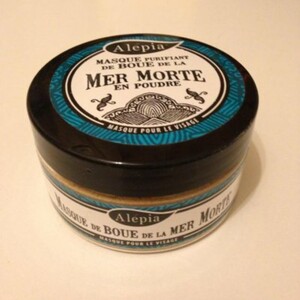 Alepia
MASQUE PURIFIANT
DE BOUE DE LA
MER MORTE
EN POUDRE
MASQUE POUR LE VISAGE
Alepia
MASQUE DE BOUE DE LA MER MORTE
MASQUE POUR LE VISAGE